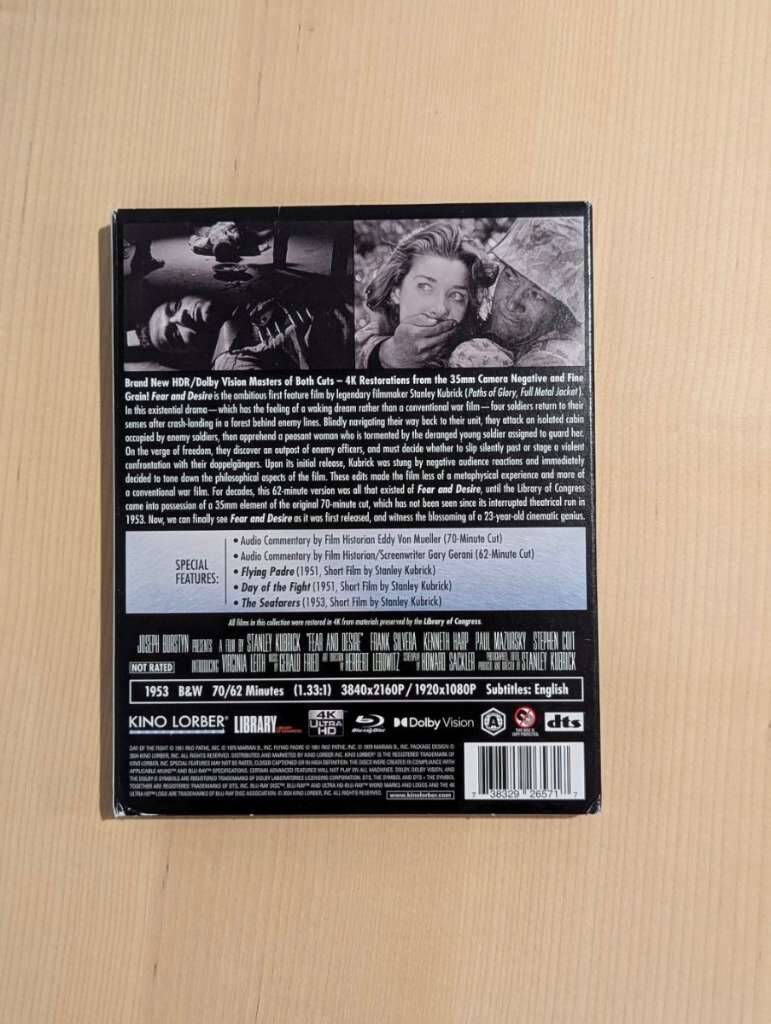 Brand New HDR/Dolby Vision Masters of Both Cuts – 4K Restorations from the 35mm Camera Negative and Fine
Grain! Fear and Desire is the ambitious first feature film by legendary filmmaker Stanley Kubrick (Paths of Glory, Full Metal Jacket).
In this existential drama—which has the feeling of a waking dream rather than a conventional war film—four soldiers return to their
senses after crash-landing in a forest behind enemy lines. Blindly navigating their way back to their unit, they attack an isolated cabin
occupied by enemy soldiers, then apprehend a peasant woman who is tormented by the deranged young soldier assigned to guard her.
On the verge of freedom, they discover an outpost of enemy officers, and must decide whether to slip silently past or stage a violent
confrontation with their doppelgängers. Upon its initial release, Kubrick was stung by negative audience reactions and immediately
decided to tone down the philosophical aspects of the film. These edits made the film less of a metaphysical experience and more of
a conventional war film. For decades, this 62-minute version was all that existed of Fear and Desire, until the Library of Congress
came into possession of a 35mm element of the original 70-minute cut, which has not been seen since its interrupted theatrical run in
1953. Now, we can finally see Fear and Desire as it was first released, and witness the blossoming of a 23-year-old cinematic genius.
SPECIAL
FEATURES:
• Audio Commentary by Film Historian Eddy Von Mueller (70-Minute Cut)
• Audio Commentary by Film Historian/Screenwriter Gary Gerani (62-Minute Cut)
• Flying Padre (1951, Short Film by Stanley Kubrick)
• Day of the Fight (1951, Short Film by Stanley Kubrick)
• The Seafarers (1953, Short Film by Stanley Kubrick)
All films in this collection were restored in 4K from materials preserved by the Library of Congress.
JOSEPH BURSTYN PRESENTS A FILM BY STANLEY KUBRICK "FEAR AND DESIRE" FRANK SILVERA KENNETH HARP PAUL MAZURSKY STEPHEN COIT
INTRODUCING VIRGINIA LEITH MUSIC BY GERALD FRIED ART DIRECTION BY HERBERT LEBOWITZ BY HOWARD SACKLER PRODUCED AND DIRECTED BY STANLEY KUBRICK
NOT RATED
1953 B&W 70/62 Minutes (1.33:1) 3840x2160P / 1920x1080P Subtitles: English
KINO LORBER LIBRARY 4K ULTRA HD Blu-ray Disc Dolby Vision A dts
www.kinolorber.com
7 38329 26571 7